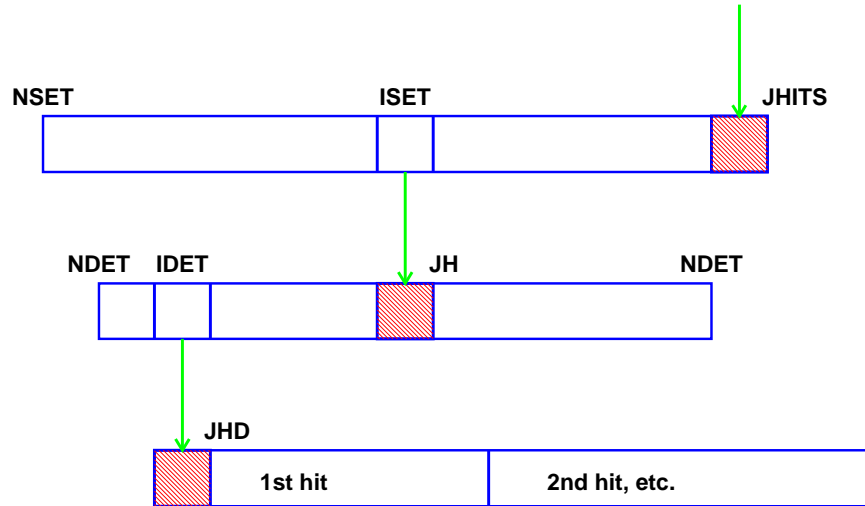 NSET ISET JHITS
NDET IDET JH NDET
JHD
1st hit 2nd hit, etc.